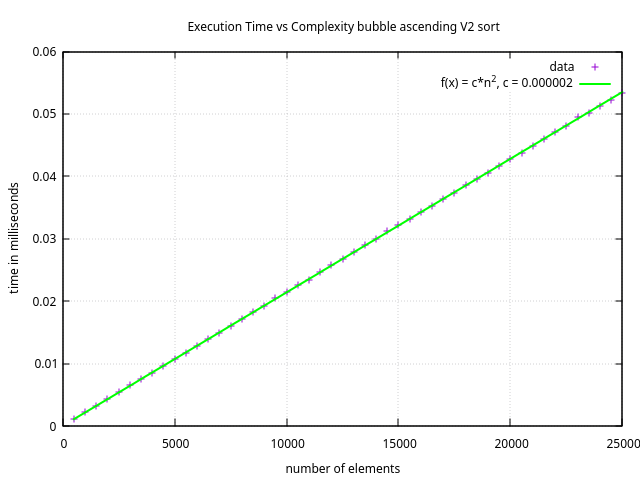 Execution Time vs Complexity bubble ascending V2 sort
0.06
0.05
0.04
0.03
0.02
0.01
0
time in milliseconds
data
f(x) = c*n², c = 0.000002
0 5000 10000 15000 20000 25000
number of elements